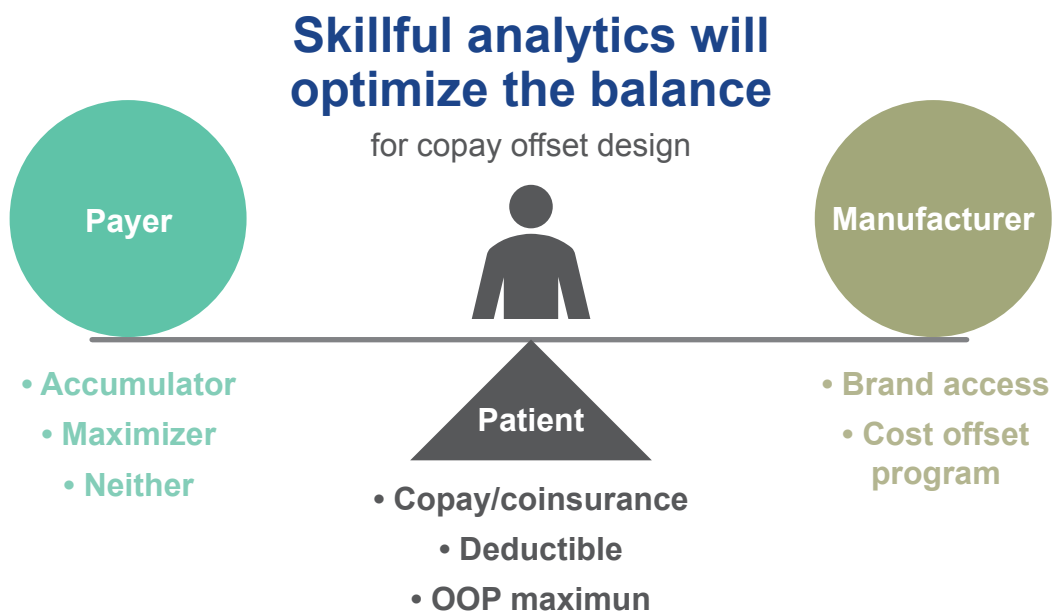 Skillful analytics will
optimize the balance
for copay offset design
Payer
Manufacturer
• Accumulator
• Maximizer
• Neither
Patient
• Copay/coinsurance
• Deductible
• OOP maximun
• Brand access
• Cost offset
program